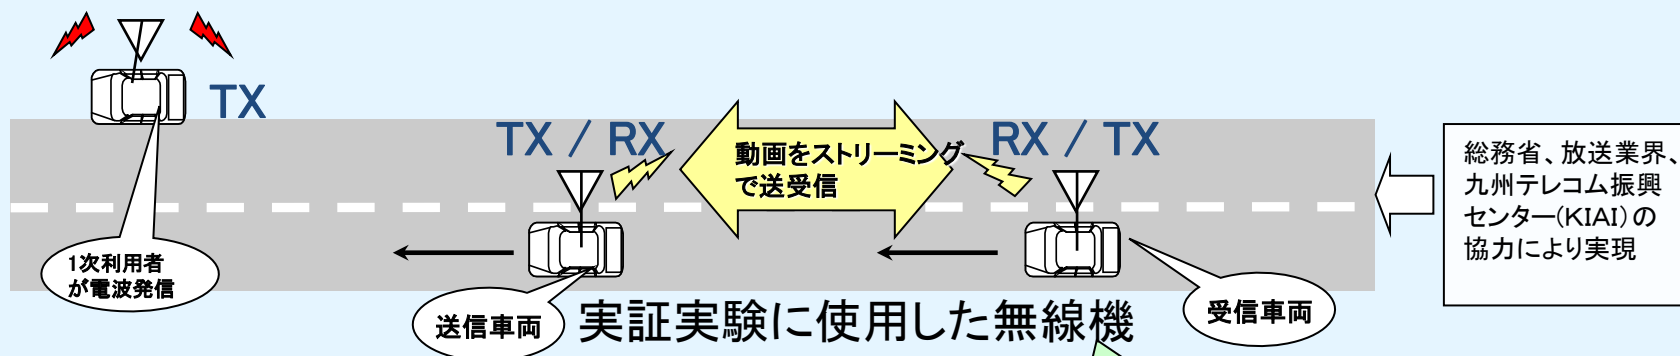 TX
TX / RX
動画をストリーミング
で送受信
RX / TX
総務省、放送業界、
九州テレコム振興
センター(KIAI)の
協力により実現
1次利用者
が電波発信
送信車両
実証実験に使用した無線機
受信車両